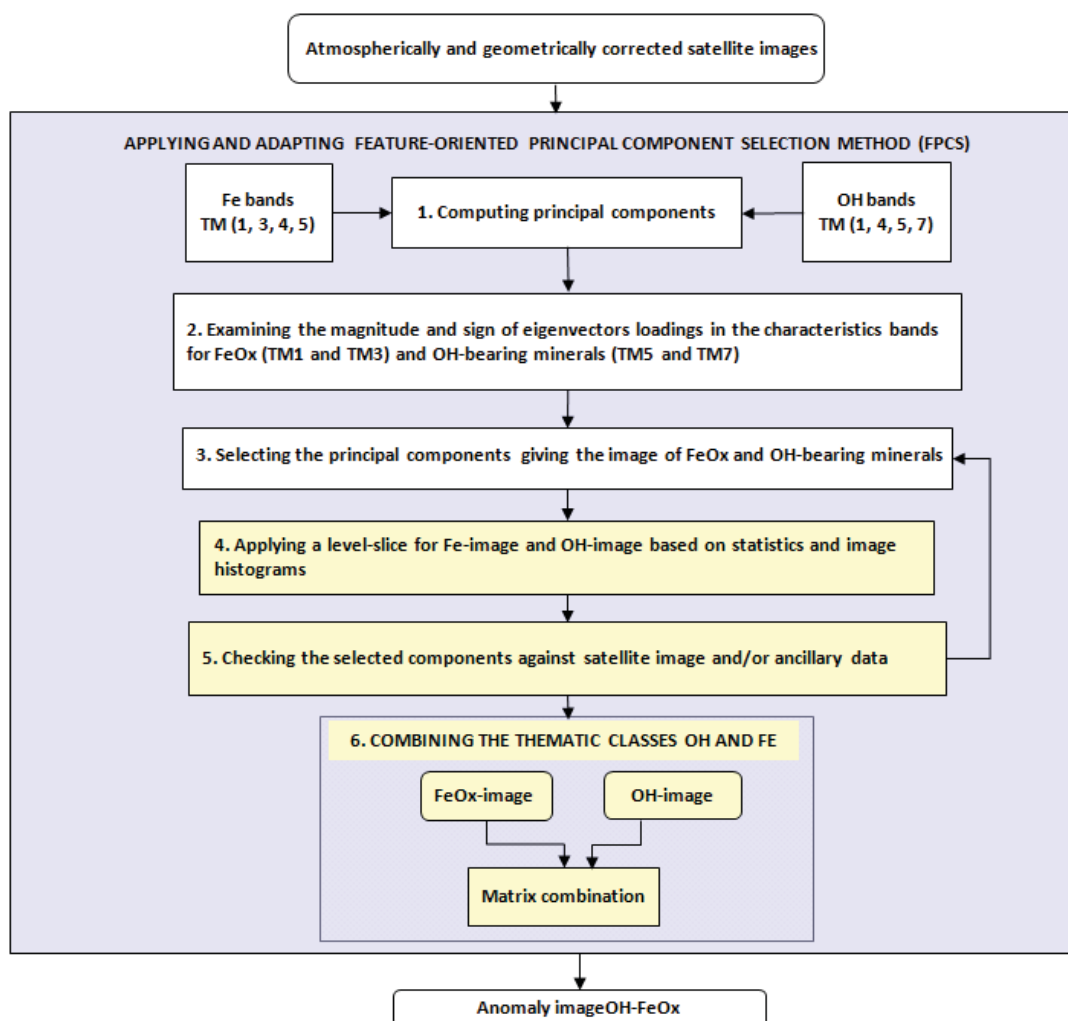 Atmospherically and geometrically corrected satellite images
APPLYING AND ADAPTING FEATURE-ORIENTED PRINCIPAL COMPONENT SELECTION METHOD (FPCS)
Fe bands
TM (1, 3, 4, 5)
1. Computing principal components
OH bands
TM (1, 4, 5, 7)
2. Examining the magnitude and sign of eigenvectors loadings in the characteristics bands
for FeOx (TM1 and TM3) and OH-bearing minerals (TM5 and TM7)
3. Selecting the principal components giving the image of FeOx and OH-bearing minerals
4. Applying a level-slice for Fe-image and OH-image based on statistics and image
histograms
5. Checking the selected components against satellite image and/or ancillary data
6. COMBINING THE THEMATIC CLASSES OH AND FE
FeOx-image
OH-image
Matrix combination
Anomaly imageOH-FeOx